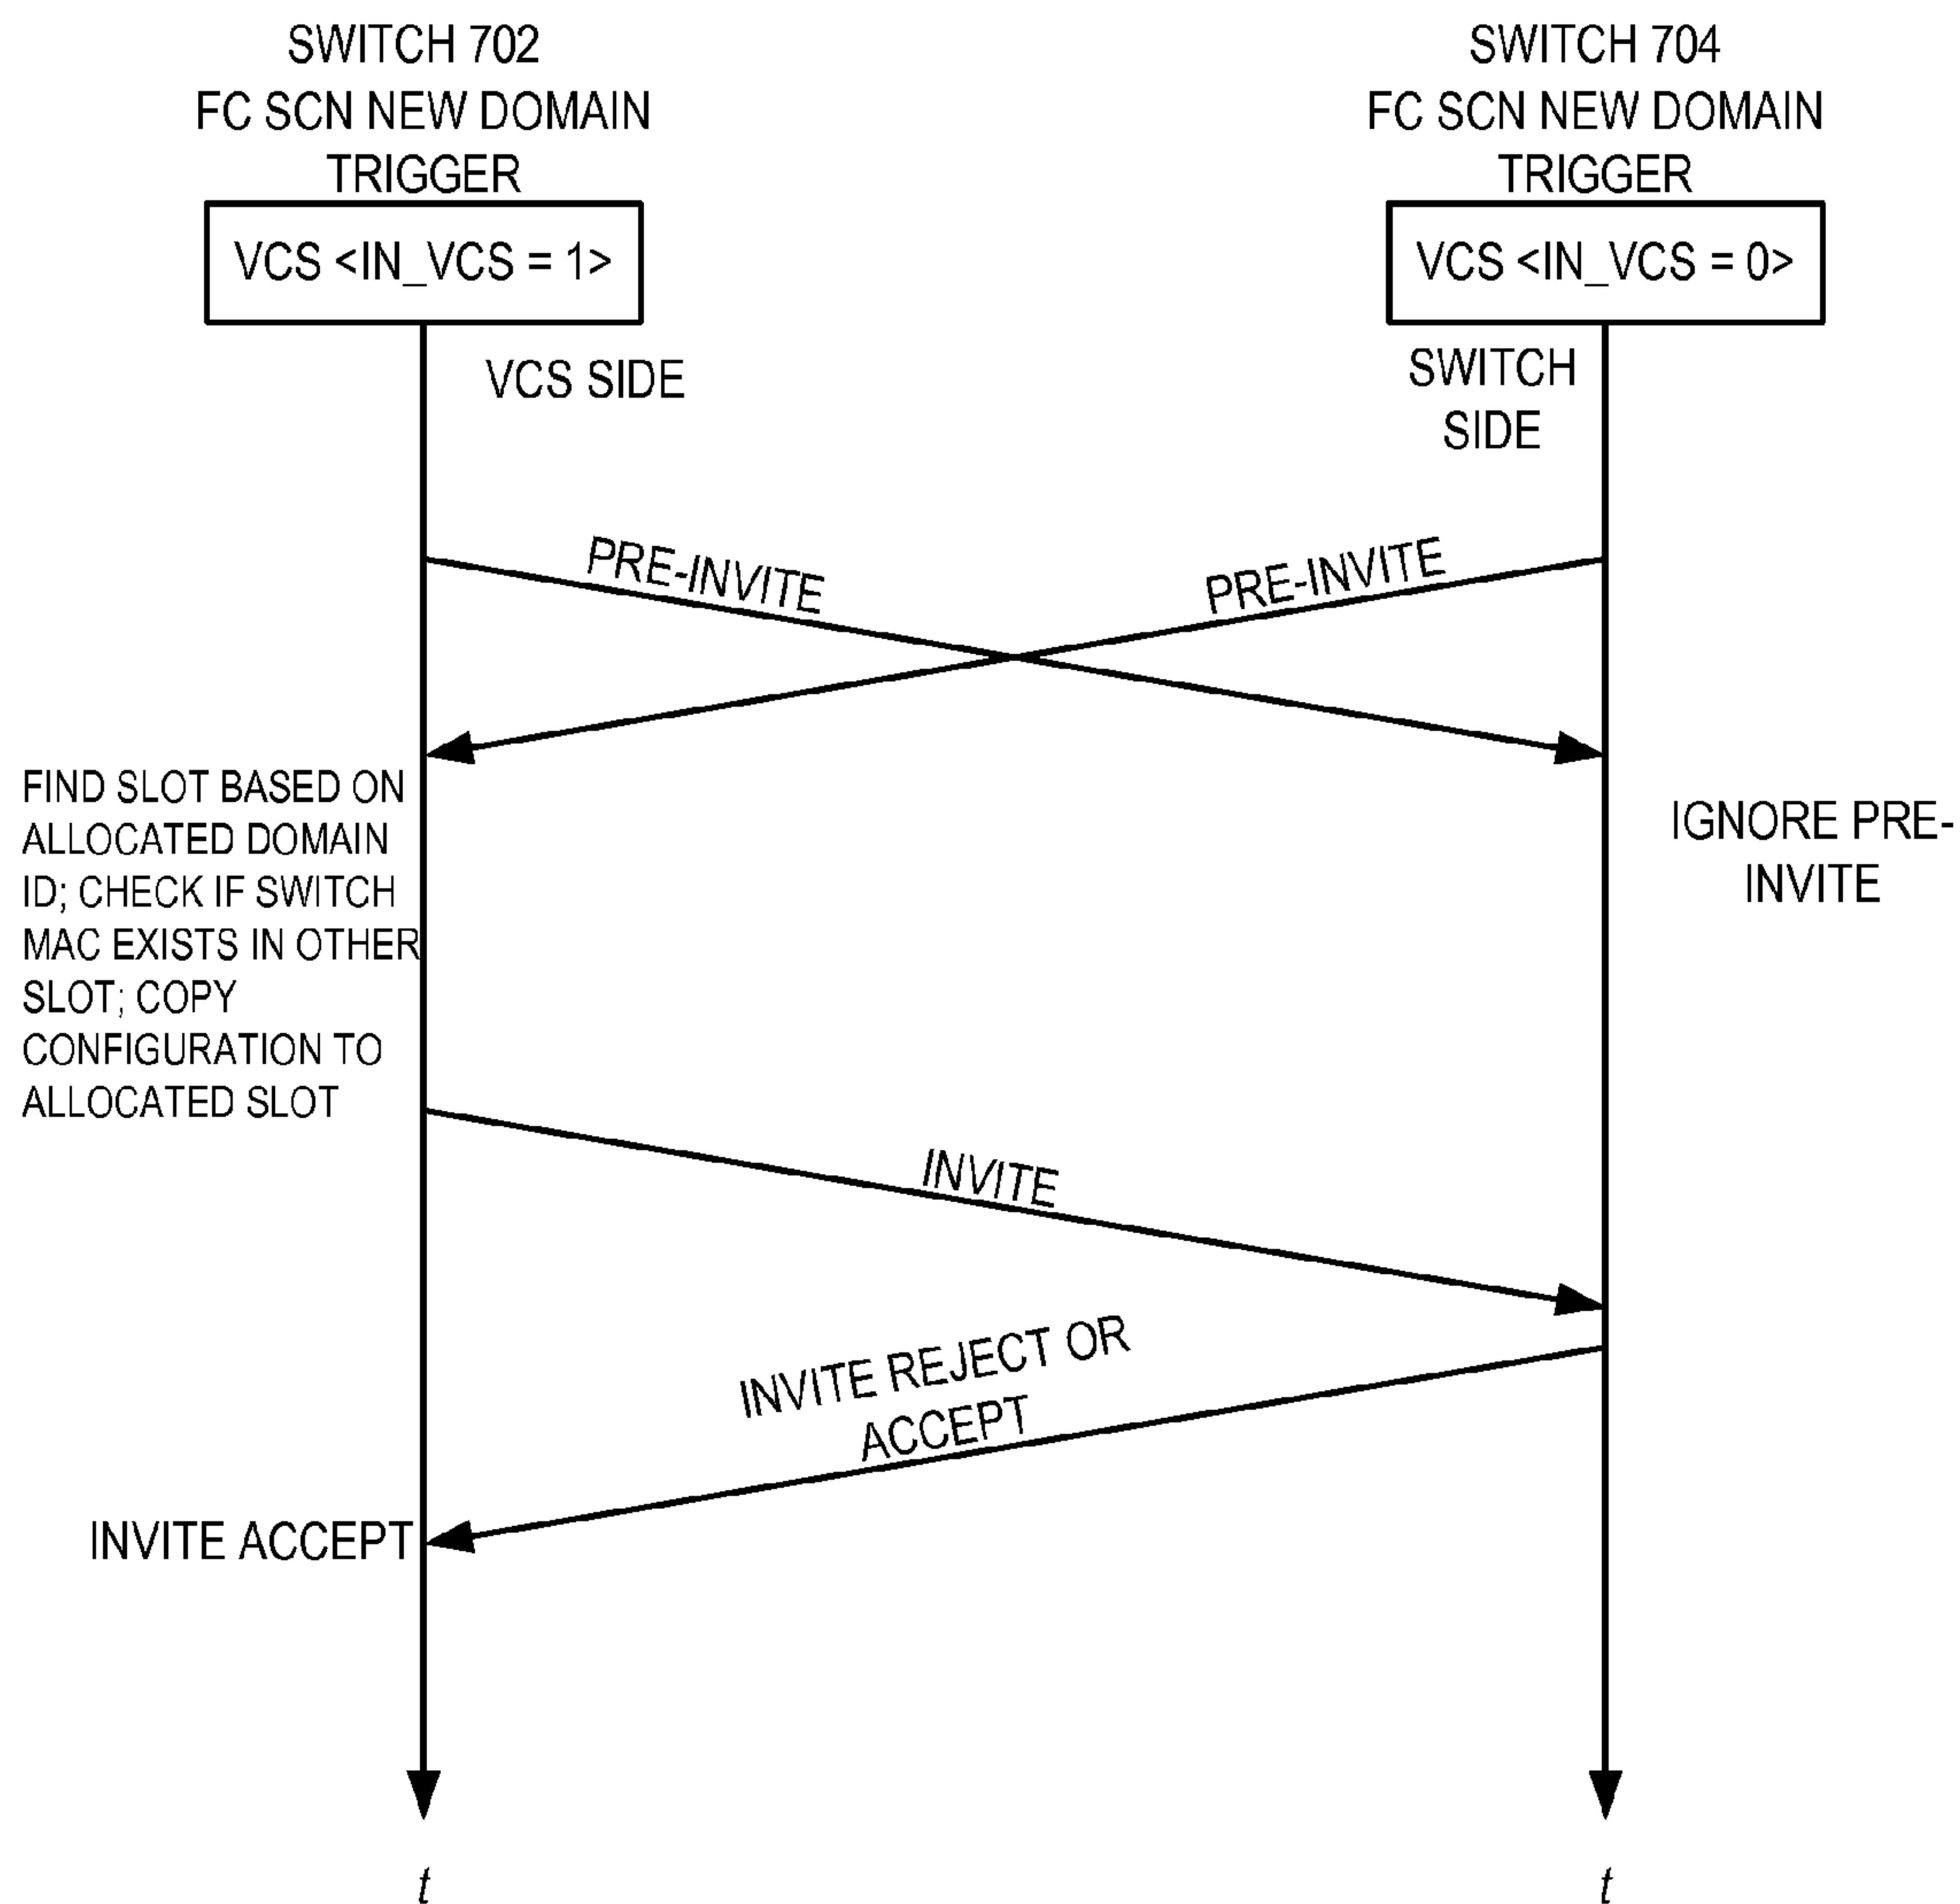 SWITCH 702
FC SCN NEW DOMAIN
TRIGGER
VCS <IN_VCS = 1>
VCS SIDE
SWITCH 704
FC SCN NEW DOMAIN
TRIGGER
VCS <IN_VCS = 0>
SWITCH
SIDE
PRE-INVITE
PRE-INVITE
FIND SLOT BASED ON
ALLOCATED DOMAIN
ID; CHECK IF SWITCH
MAC EXISTS IN OTHER
SLOT; COPY
CONFIGURATION TO
ALLOCATED SLOT
IGNORE PRE-
INVITE
INVITE
INVITE REJECT OR
ACCEPT
INVITE ACCEPT
t
t